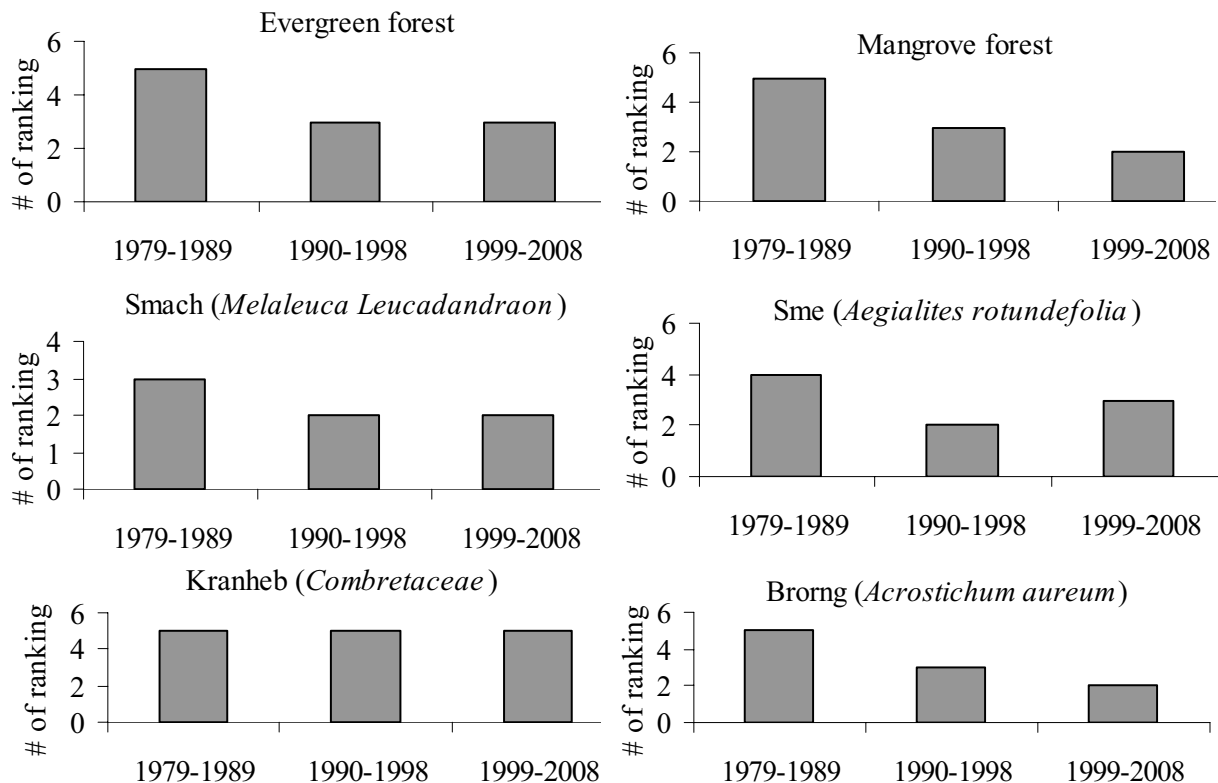 Evergreen forest
# of ranking
6
4
2
0
1979-1989 1990-1998 1999-2008
Mangrove forest
# of ranking
6
4
2
0
1979-1989 1990-1998 1999-2008
Smach (Melaleuca Leucadandraon)
# of ranking
4
3
2
1
0
1979-1989 1990-1998 1999-2008
Sme (Aegialites rotundefolia)
# of ranking
6
4
2
0
1979-1989 1990-1998 1999-2008
Kranheb (Combretaceae)
# of ranking
6
4
2
0
1979-1989 1990-1998 1999-2008
Brorng (Acrostichum aureum)
# of ranking
6
4
2
0
1979-1989 1990-1998 1999-2008